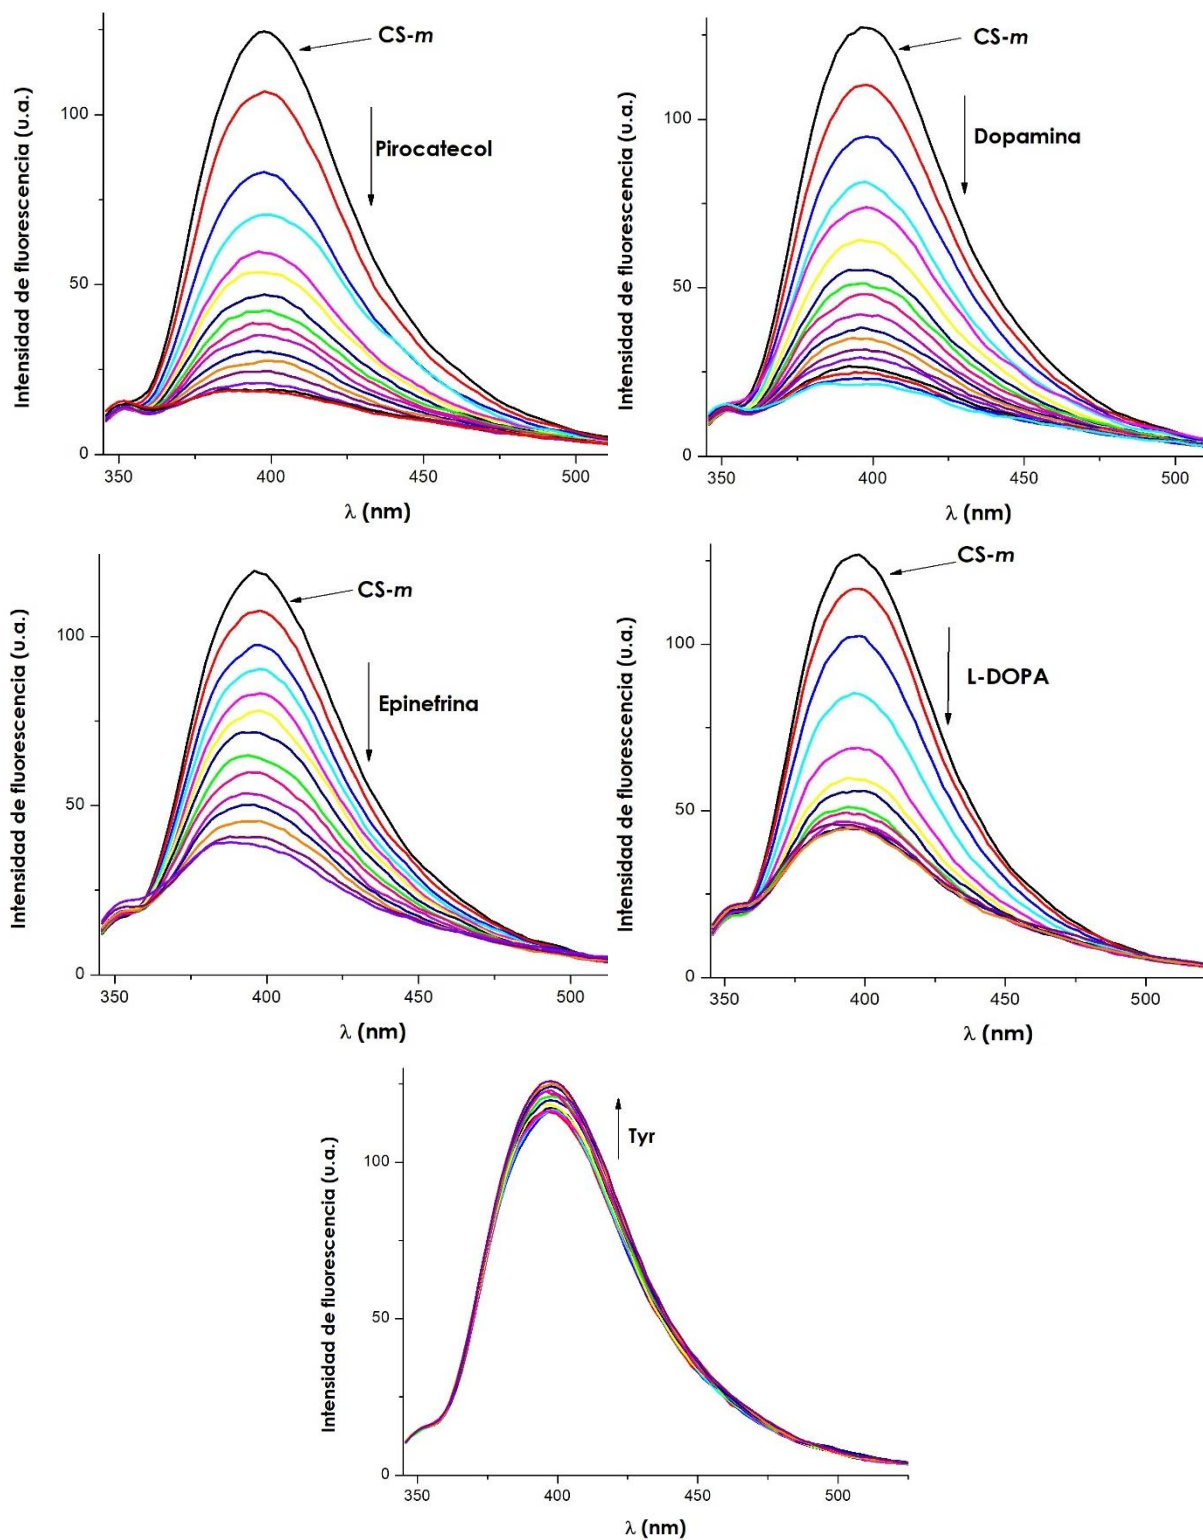 Intensidad de fluorescencia (u.a.)
100
50
0
CS-m
Pirocatecol
350
400
450
500
λ (nm)
Intensidad de fluorescencia (u.a.)
100
50
0
CS-m
Dopamina
350
400
450
500
λ (nm)
Intensidad de fluorescencia (u.a.)
100
50
0
CS-m
Epinefrina
350
400
450
500
λ (nm)
Intensidad de fluorescencia (u.a.)
100
50
0
CS-m
L-DOPA
350
400
450
500
λ (nm)
Intensidad de fluorescencia (u.a.)
100
50
0
Tyr
350
400
450
500
λ (nm)